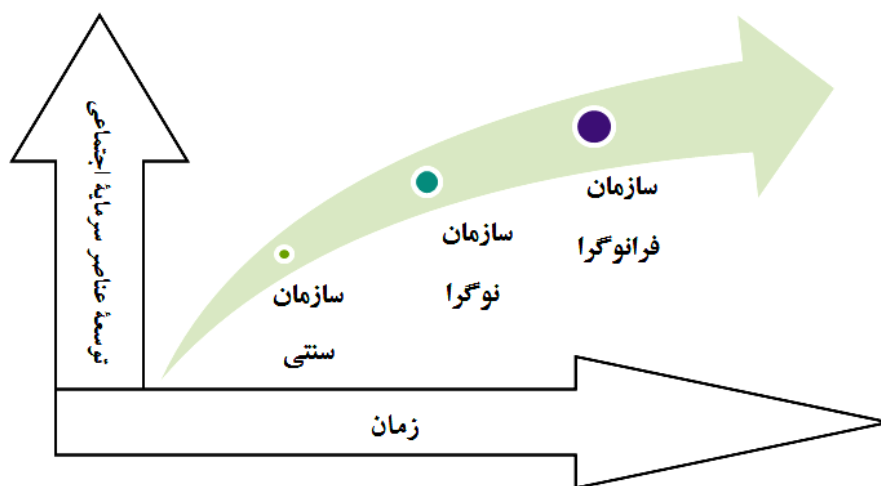 توسعهٔ عناصر سرمایهٔ اجتماعی
سازمان
فرانوگرا
سازمان
نوگرا
سازمان
سنتی
زمان